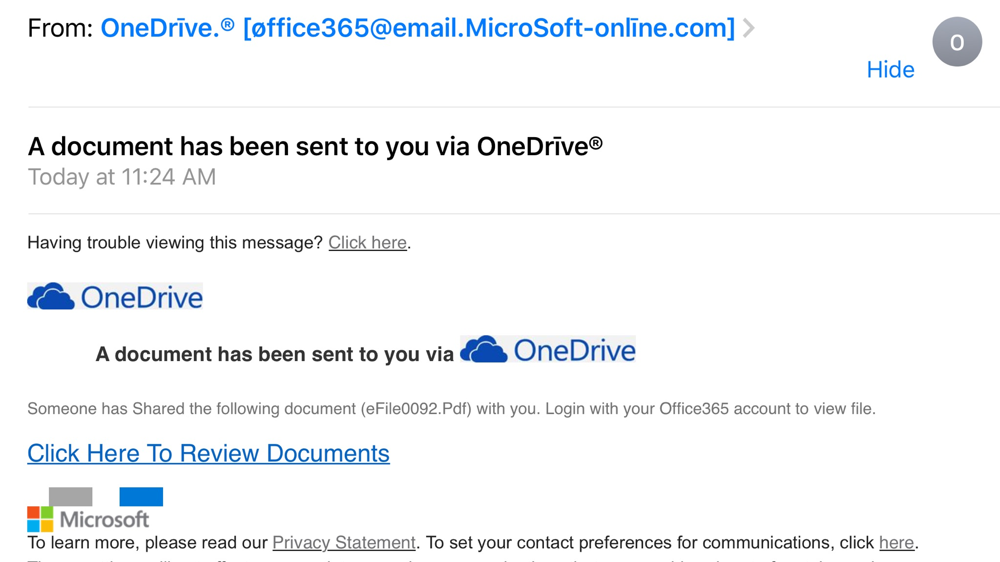 From: OneDrīve.® [øffice365@email.MicroSoft-onlīne.com]
O
Hide
A document has been sent to you via OneDrīve®
Today at 11:24 AM
Having trouble viewing this message? Click here.
OneDrive
A document has been sent to you via OneDrive
Someone has Shared the following document (eFile0092.Pdf) with you. Login with your Office365 account to view file.
Click Here To Review Documents
Microsoft
To learn more, please read our Privacy Statement. To set your contact preferences for communications, click here.